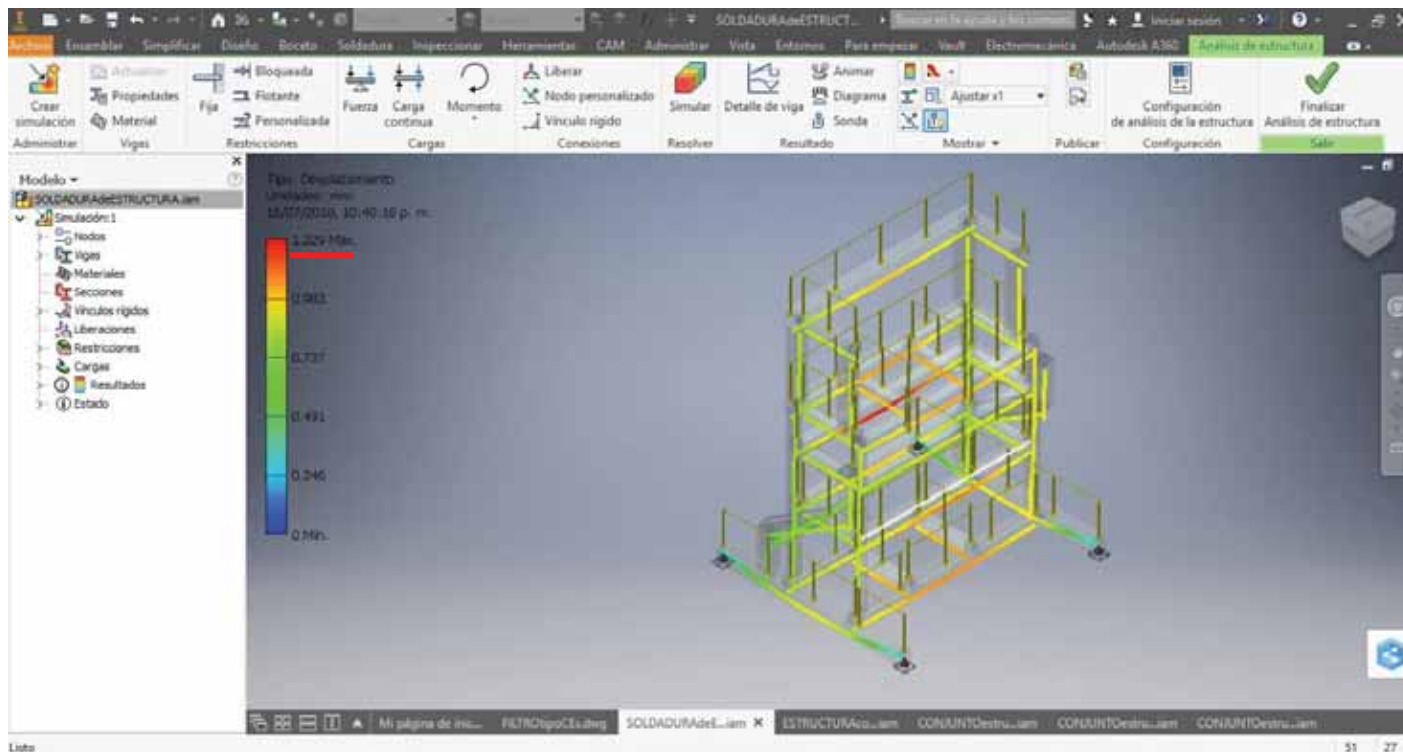 SOLDADURAdeESTRUCT...
Iniciar sesión
Archivo Ensamblar Simplificar Diseño Boceto Soldadura Inspeccionar Herramientas CAM Administrar Vista Entornos Para empezar Vault Electromecánica Autodesk A360 Análisis de estructura
Crear simulación
Administrar
Actualizar
Propiedades
Material
Vigas
Fija
Bloqueada
Flotante
Personalizada
Restricciones
Fuerza
Carga continua
Momento
Cargas
Liberar
Nodo personalizado
Vínculo rígido
Conexiones
Simular
Resolver
Detalle de viga
Animar
Diagrama
Sonda
Resultado
Ajustar x1
Mostrar
Publicar
Configuración de análisis de la estructura
Configuración
Finalizar Análisis de estructura
Salir
Modelo
SOLDADURAdeESTRUCTURA.iam
Simulación:1
Nodos
Vigas
Materiales
Secciones
Vínculos rígidos
Liberaciones
Restricciones
Cargas
Resultados
Estado
Tipo: Desplazamiento
Unidades: mm
10:40:16 p. m.
1.229 Máx.
0.983
0.737
0.491
0.246
0 Mín.
Mi página de inic... FILTROtipoCEs.dwg SOLDADURAdeE...iam ESTRUCTURAco...iam CONJUNTOestru...iam CONJUNTOestru...iam CONJUNTOestru...iam
Listo 51 27